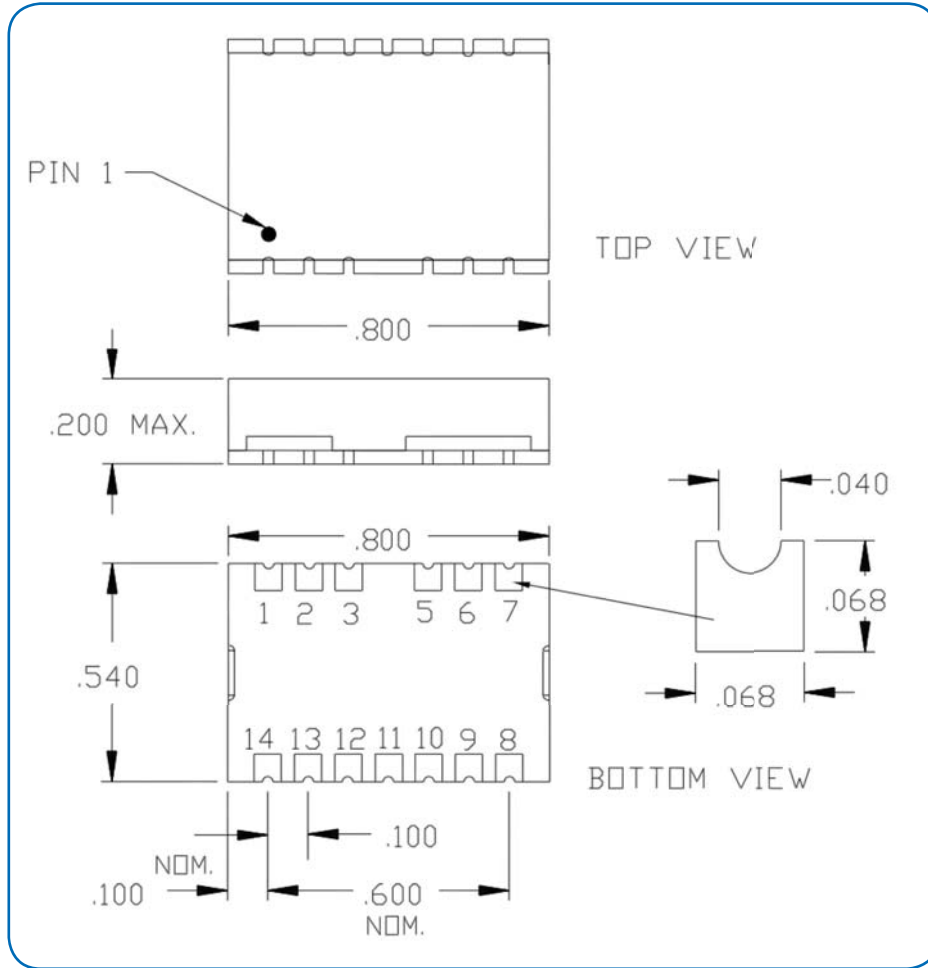 PIN 1
TOP VIEW
.800
.200 MAX.
.040
.800
1 2 3 5 6 7
.068
.540
.068
14 13 12 11 10 9 8
BOTTOM VIEW
.100
NOM.
.100
.600
NOM.